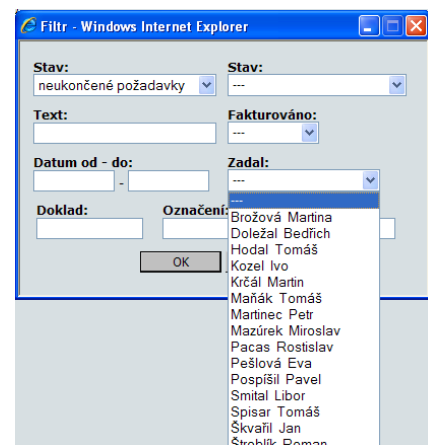 Filtr - Windows Internet Explorer
Stav: Stav:
neukončené požadavky ---
Text: Fakturováno:
---
Datum od - do: Zadal:
- ---
---
Doklad: Označení:
Brožová Martina
Doležal Bedřich
Hodal Tomáš
OK
Kozel Ivo
Krčál Martin
Maňák Tomáš
Martinec Petr
Mazúrek Miroslav
Pacas Rostislav
Pešlová Eva
Pospíšil Pavel
Smital Libor
Spisar Tomáš
Škvařil Jan
Štroblík Roman